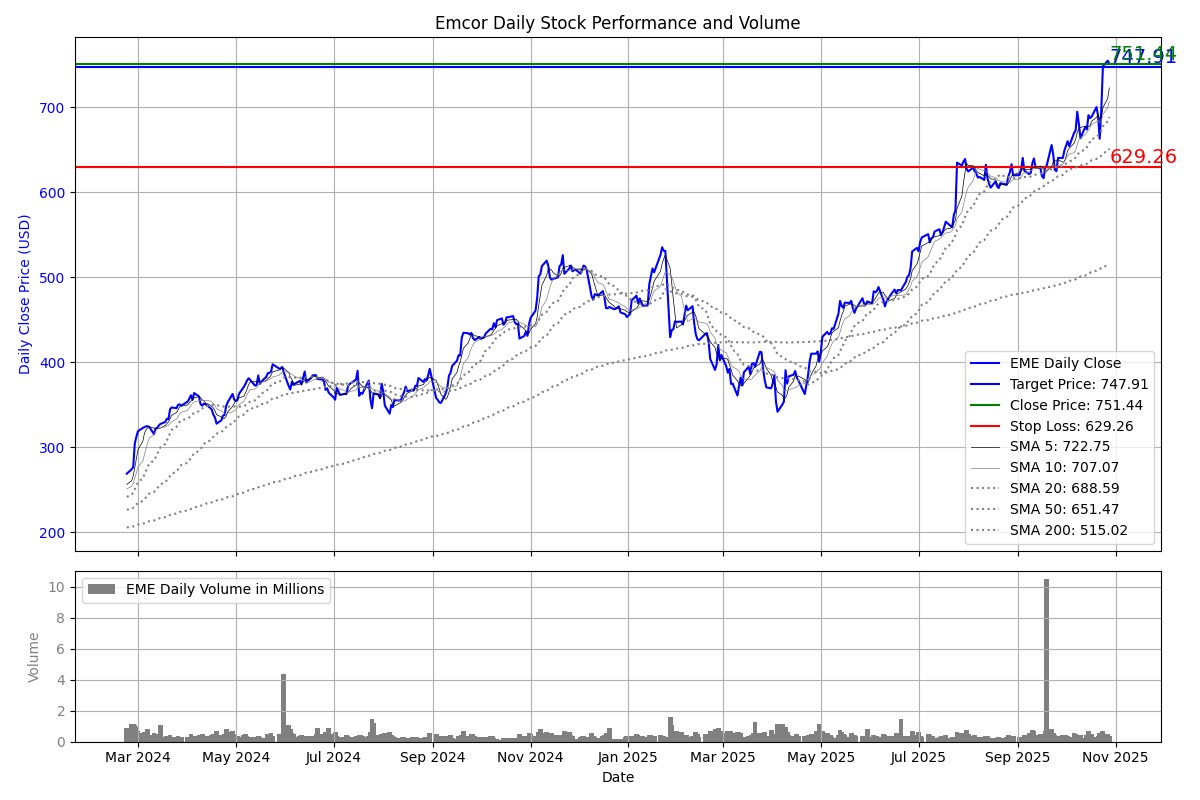 Emcor Daily Stock Performance and Volume
751.44
747.91
700
629.26
600
500
400
300
200
Daily Close Price (USD)
EME Daily Close
Target Price: 747.91
Close Price: 751.44
Stop Loss: 629.26
SMA 5: 722.75
SMA 10: 707.07
SMA 20: 688.59
SMA 50: 651.47
SMA 200: 515.02
EME Daily Volume in Millions
10
8
6
4
2
0
Volume
Mar 2024 May 2024 Jul 2024 Sep 2024 Nov 2024 Jan 2025 Mar 2025 May 2025 Jul 2025 Sep 2025 Nov 2025
Date